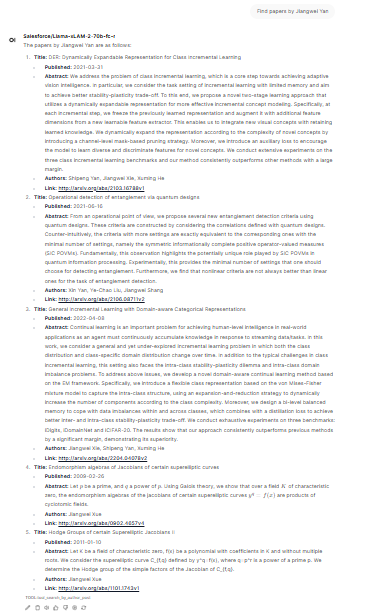 Find papers by Jiangwei Yan
Salesforce/Llama-xLAM-2-70b-fc-r
The papers by Jiangwei Yan are as follows:
1. Title: DER: Dynamically Expandable Representation for Class Incremental Learning
Published: 2021-03-31
Abstract: We address the problem of class incremental learning, which is a core step towards achieving adaptive
vision intelligence. In particular, we consider the task setting of incremental learning with limited memory and aim
to achieve better stability-plasticity trade-off. To this end, we propose a novel two-stage learning approach that
utilizes a dynamically expandable representation for more effective incremental concept modeling. Specifically, at
each incremental step, we freeze the previously learned representation and augment it with additional feature
dimensions from a new learnable feature extractor. This enables us to integrate new visual concepts with retaining
learned knowledge. We dynamically expand the representation according to the complexity of novel concepts by
introducing a channel-level mask-based pruning strategy. Moreover, we introduce an auxiliary loss to encourage
the model to learn diverse and discriminate features for novel concepts. We conduct extensive experiments on the
three class incremental learning benchmarks and our method consistently outperforms other methods with a large
margin.
Authors: Shipeng Yan, Jiangwei Xie, Xuming He
Link: http://arxiv.org/abs/2103.16788v1
2. Title: Operational detection of entanglement via quantum designs
Published: 2021-06-16
Abstract: From an operational point of view, we propose several new entanglement detection criteria using
quantum designs. These criteria are constructed by considering the correlations defined with quantum designs.
Counter-intuitively, the criteria with more settings are exactly equivalent to the corresponding ones with the
minimal number of settings, namely the symmetric informationally complete positive operator-valued measures
(SIC POVMs). Fundamentally, this observation highlights the potentially unique role played by SIC POVMs in
quantum information processing. Experimentally, this provides the minimal number of settings that one should
choose for detecting entanglement. Furthermore, we find that nonlinear criteria are not always better than linear
ones for the task of entanglement detection.
Authors: Xin Yan, Ye-Chao Liu, Jiangwei Shang
Link: http://arxiv.org/abs/2106.08711v2
3. Title: General Incremental Learning with Domain-aware Categorical Representations
Published: 2022-04-08
Abstract: Continual learning is an important problem for achieving human-level intelligence in real-world
applications as an agent must continuously accumulate knowledge in response to streaming data/tasks. In this
work, we consider a general and yet under-explored incremental learning problem in which both the class
distribution and class-specific domain distribution change over time. In addition to the typical challenges in class
incremental learning, this setting also faces the intra-class stability-plasticity dilemma and intra-class domain
imbalance problems. To address above issues, we develop a novel domain-aware continual learning method based
on the EM framework. Specifically, we introduce a flexible class representation based on the von Mises-Fisher
mixture model to capture the intra-class structure, using an expansion-and-reduction strategy to dynamically
increase the number of components according to the class complexity. Moreover, we design a bi-level balanced
memory to cope with data imbalances within and across classes, which combines with a distillation loss to achieve
better inter- and intra-class stability-plasticity trade-off. We conduct exhaustive experiments on three benchmarks:
iDigits, iDomainNet and iCIFAR-20. The results show that our approach consistently outperforms previous methods
by a significant margin, demonstrating its superiority.
Authors: Jiangwei Xie, Shipeng Yan, Xuming He
Link: http://arxiv.org/abs/2204.04078v2
4. Title: Endomorphism algebras of Jacobians of certain superelliptic curves
Published: 2009-02-26
Abstract: Let p be a prime, and q a power of p. Using Galois theory, we show that over a field K of characteristic
zero, the endomorphism algebras of the jacobians of certain superelliptic curves y^q = f(x) are products of
cyclotomic fields.
Authors: Jiangwei Xue
Link: http://arxiv.org/abs/0902.4657v4
5. Title: Hodge Groups of certain Superelliptic Jacobians II
Published: 2011-01-10
Abstract: Let K be a field of characteristic zero, f(x) be a polynomial with coefficients in K and without multiple
roots. We consider the superelliptic curve C_{f,q} defined by y^q=f(x), where q=p^r is a power of a prime p. We
determine the Hodge group of the simple factors of the Jacobian of C_{f,q}.
Authors: Jiangwei Xue
Link: http://arxiv.org/abs/1101.1743v1